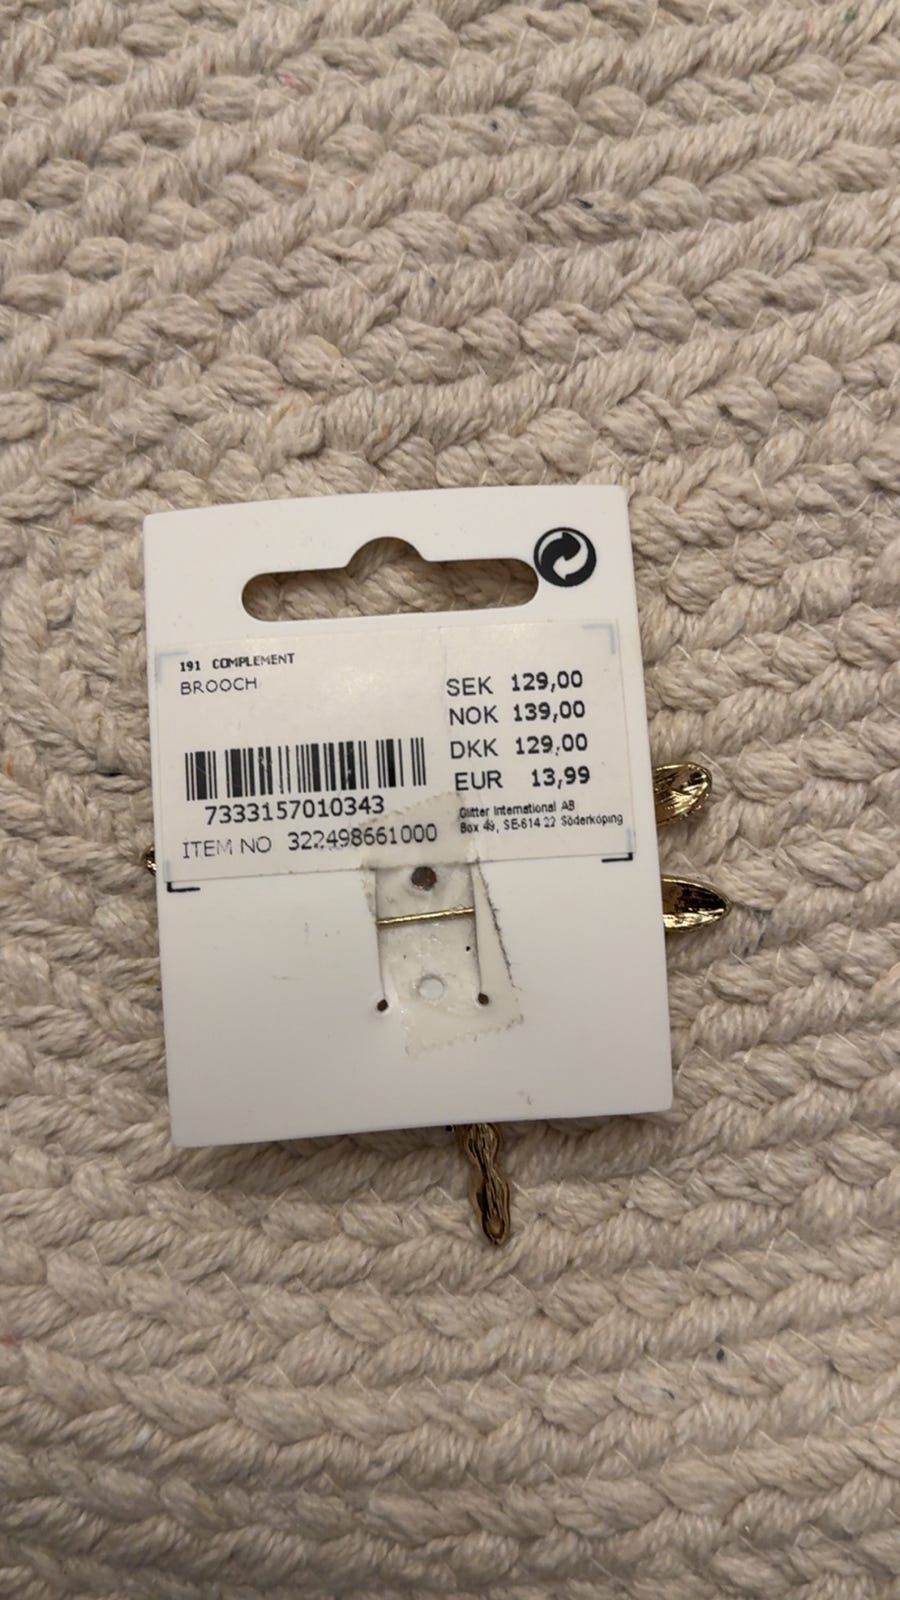 191 COMPLEMENT
BROOCH
7333157010343
ITEM NO 322498661000
SEK 129,00
NOK 139,00
DKK 129,00
EUR 13,99
Glitter International AB
Box 49, SE-614 22 Söderköping